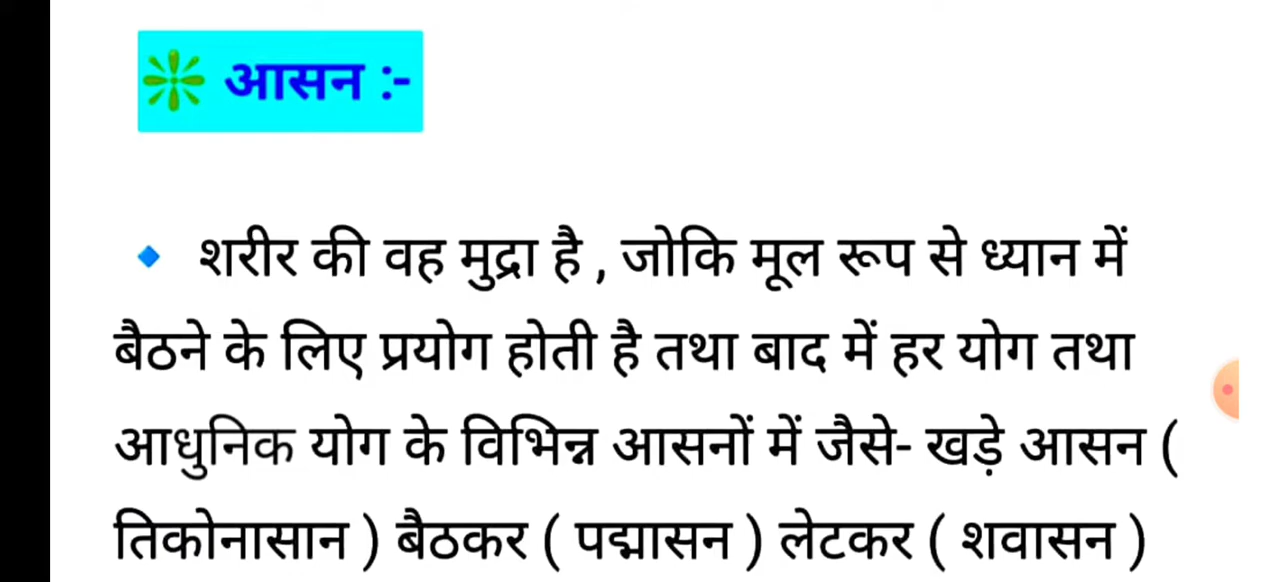 आसन :-
शरीर की वह मुद्रा है , जोकि मूल रूप से ध्यान में
बैठने के लिए प्रयोग होती है तथा बाद में हर योग तथा
आधुनिक योग के विभिन्न आसनों में जैसे- खड़े आसन (
तिकोनासान ) बैठकर ( पद्मासन ) लेटकर ( शवासन )